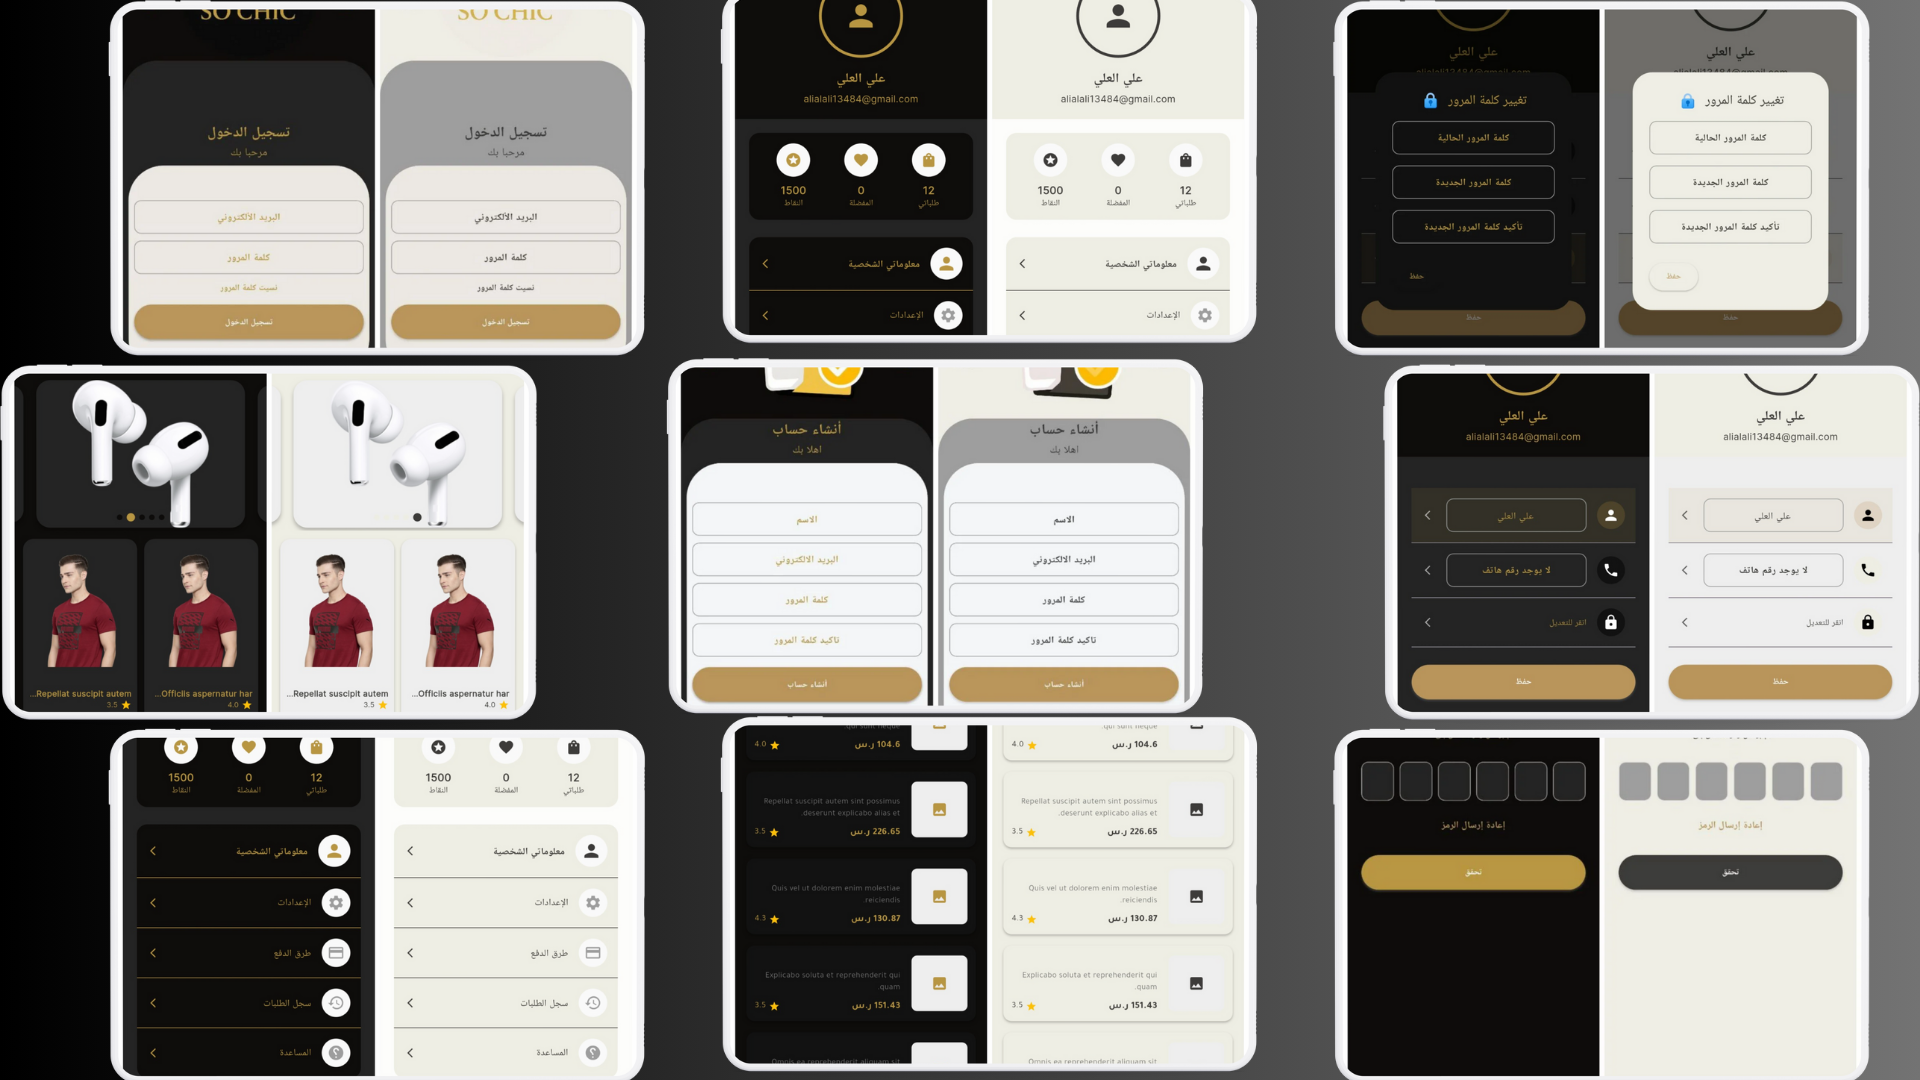 SO CHIC
تسجيل الدخول
مرحبا بك
البريد الألكتروني
كلمة المرور
نسيت كلمة المرور
تسجيل الدخول
SO CHIC
تسجيل الدخول
مرحبا بك
البريد الألكتروني
كلمة المرور
نسيت كلمة المرور
تسجيل الدخول
علي العلي
alialali13484@gmail.com
12 0 1500
طلباتي المفضلة النقاط
معلوماتي الشخصية
الإعدادات
علي العلي
alialali13484@gmail.com
12 0 1500
طلباتي المفضلة النقاط
معلوماتي الشخصية
الإعدادات
علي العلي
تغيير كلمة المرور
كلمة المرور الحالية
كلمة المرور الجديدة
تأكيد كلمة المرور الجديدة
حفظ
حفظ
علي العلي
تغيير كلمة المرور
كلمة المرور الحالية
كلمة المرور الجديدة
تأكيد كلمة المرور الجديدة
حفظ
حفظ
...Repellat suscipit autem
3.5
...Officiis aspernatur har
4.0
...Repellat suscipit autem
3.5
...Officiis aspernatur har
4.0
أنشاء حساب
اهلا بك
الاسم
البريد الالكتروني
كلمة المرور
تاكيد كلمة المرور
أنشاء حساب
أنشاء حساب
اهلا بك
الاسم
البريد الالكتروني
كلمة المرور
تاكيد كلمة المرور
أنشاء حساب
علي العلي
alialali13484@gmail.com
علي العلي
لا يوجد رقم هاتف
انقر للتعديل
حفظ
علي العلي
alialali13484@gmail.com
علي العلي
لا يوجد رقم هاتف
انقر للتعديل
حفظ
12 0 1500
طلباتي المفضلة النقاط
معلوماتي الشخصية
الإعدادات
طرق الدفع
سجل الطلبات
المساعدة
12 0 1500
طلباتي المفضلة النقاط
معلوماتي الشخصية
الإعدادات
طرق الدفع
سجل الطلبات
المساعدة
104.6 ر.س
4.0
Repellat suscipit autem sint possimus
.deserunt explicabo alias et
226.65 ر.س
3.5
Quis vel ut dolorem enim molestiae
.reiciendis
130.87 ر.س
4.3
Explicabo soluta et reprehenderit qui
.quam
151.43 ر.س
3.5
Omnis ea reprehenderit aliquam sit
104.6 ر.س
4.0
Repellat suscipit autem sint possimus
.deserunt explicabo alias et
226.65 ر.س
3.5
Quis vel ut dolorem enim molestiae
.reiciendis
130.87 ر.س
4.3
Explicabo soluta et reprehenderit qui
.quam
151.43 ر.س
3.5
Omnis ea reprehenderit aliquam sit
إعادة إرسال الرمز
تحقق
إعادة إرسال الرمز
تحقق